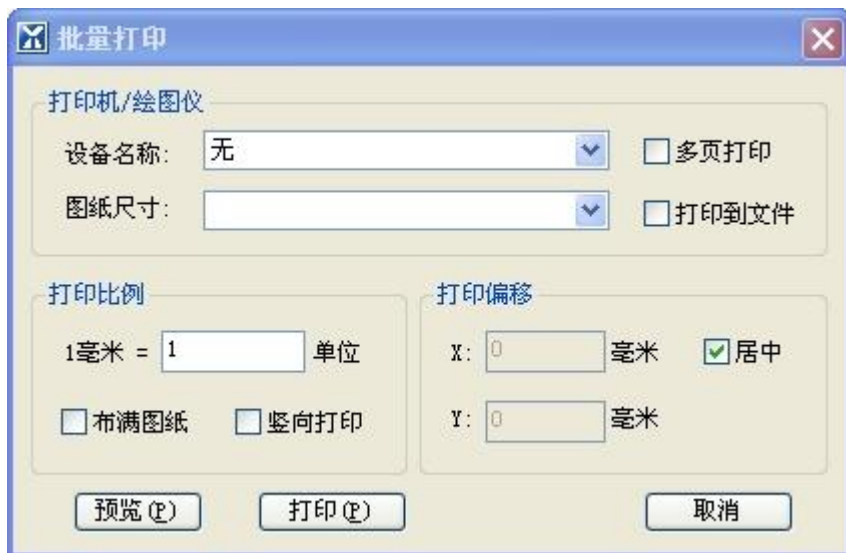 批量打印
打印机/绘图仪
设备名称: 无 多页打印
图纸尺寸: 打印到文件
打印比例 打印偏移
1毫米 = 1 单位 X: 0 毫米 居中
布满图纸 竖向打印 Y: 0 毫米
预览(P) 打印(P) 取消